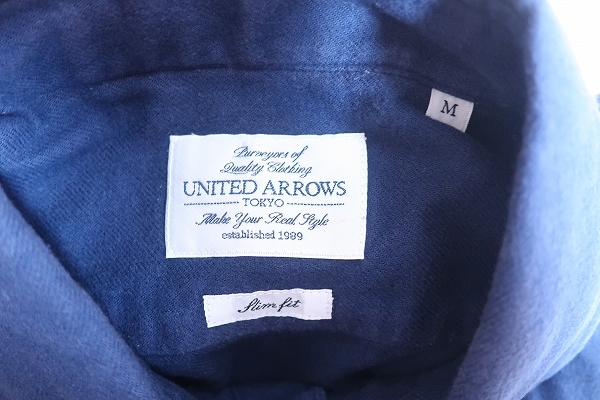 M
Purveyors of
Quality Clothing
UNITED ARROWS
TOKYO
Make Your Real Style
established 1989
Slim fit